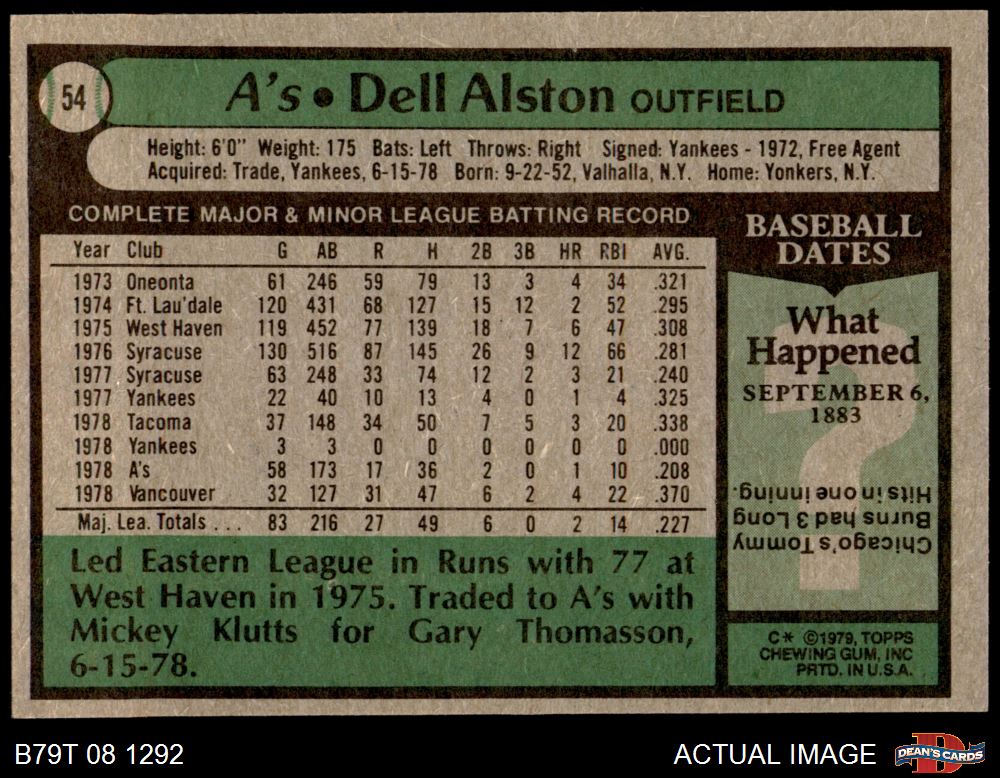 54
A's • Dell Alston OUTFIELD
Height: 6'0" Weight: 175 Bats: Left Throws: Right Signed: Yankees - 1972, Free Agent
Acquired: Trade, Yankees, 6-15-78 Born: 9-22-52, Valhalla, N.Y. Home: Yonkers, N.Y.
COMPLETE MAJOR & MINOR LEAGUE BATTING RECORD
Year Club G AB R H 2B 3B HR RBI AVG.
1973 Oneonta 61 246 59 79 13 3 4 34 .321
1974 Ft. Lau'dale 120 431 68 127 15 12 2 52 .295
1975 West Haven 119 452 77 139 18 7 6 47 .308
1976 Syracuse 130 516 87 145 26 9 12 66 .281
1977 Syracuse 63 248 33 74 12 2 3 21 .240
1977 Yankees 22 40 10 13 4 0 1 4 .325
1978 Tacoma 37 148 34 50 7 5 3 20 .338
1978 Yankees 3 3 0 0 0 0 0 0 .000
1978 A's 58 173 17 36 2 0 1 10 .208
1978 Vancouver 32 127 31 47 6 2 4 22 .370
Maj. Lea. Totals . . . 83 216 27 49 6 0 2 14 .227
Led Eastern League in Runs with 77 at
West Haven in 1975. Traded to A's with
Mickey Klutts for Gary Thomasson,
6-15-78.
BASEBALL
DATES
What
Happened
SEPTEMBER 6,
1883
?
Chicago's Tommy
Burns had 3 Long
Hits in one inning.
C* ©1979, TOPPS
CHEWING GUM, INC
PRTD. IN U.S.A.
B79T 08 1292
ACTUAL IMAGE
DEAN'S CARDS